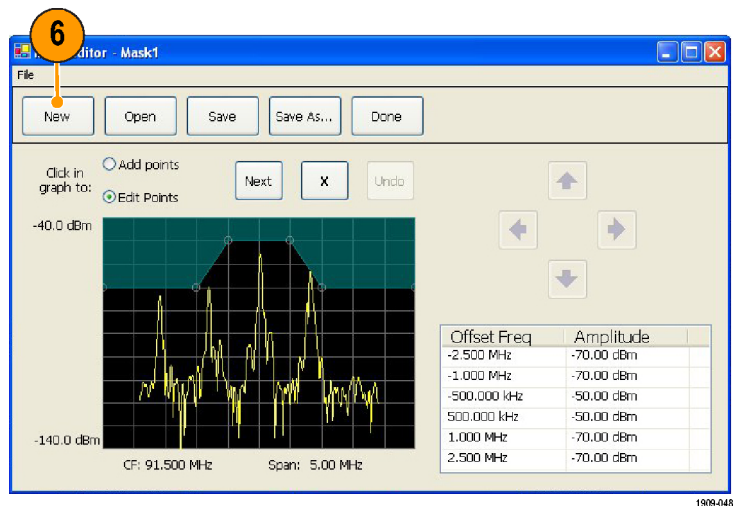 6
itor - Mask1
File
New Open Save Save As... Done
Click in
graph to:
Add points
Edit Points
Next X Undo
-40.0 dBm
-140.0 dBm
CF: 91.500 MHz Span: 5.00 MHz
Offset Freq Amplitude
-2.500 MHz -70.00 dBm
-1.000 MHz -70.00 dBm
-500.000 kHz -50.00 dBm
500.000 kHz -50.00 dBm
1.000 MHz -70.00 dBm
2.500 MHz -70.00 dBm
1909-048